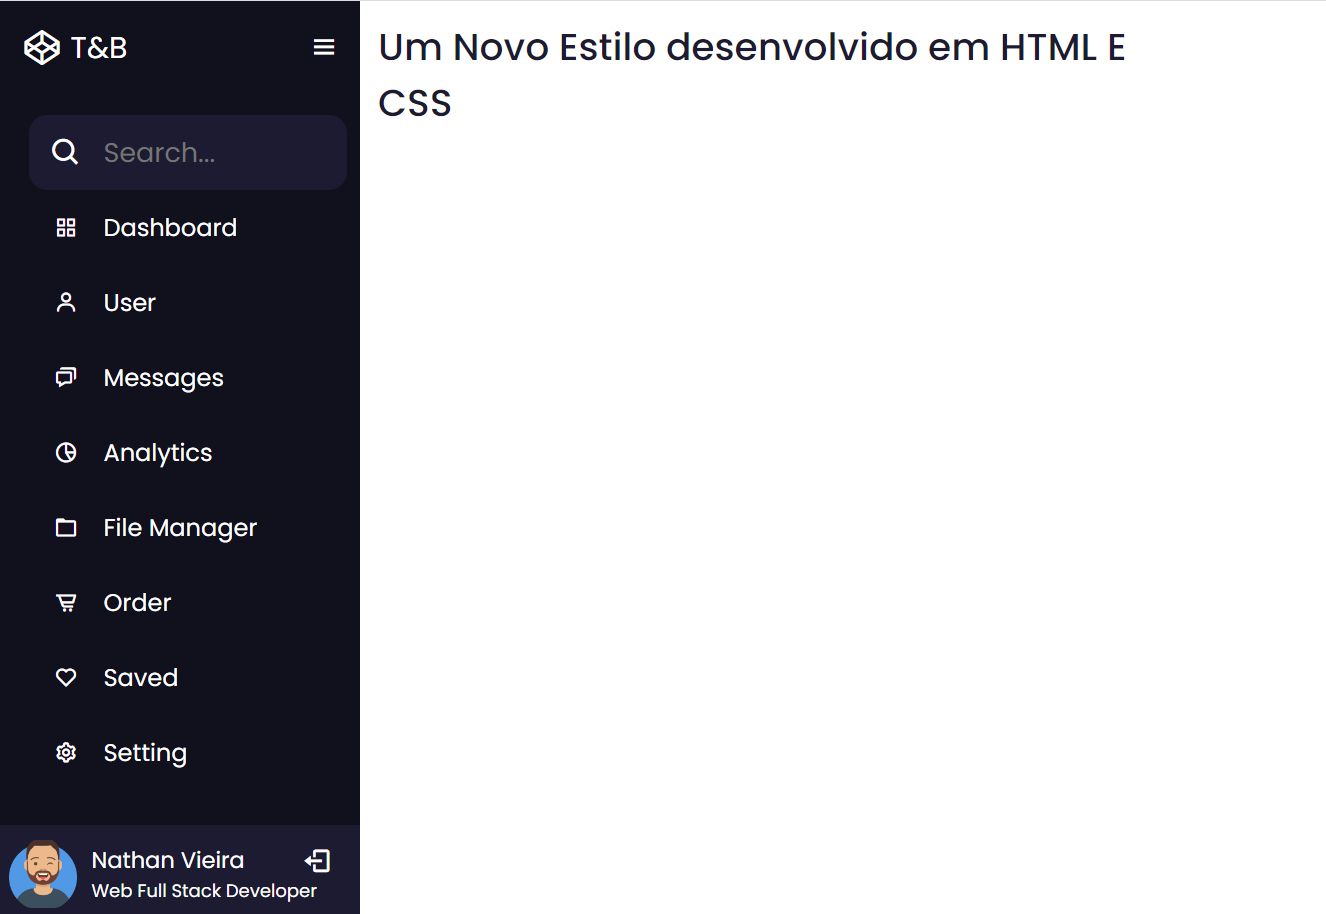 T&B
Search...
Dashboard
User
Messages
Analytics
File Manager
Order
Saved
Setting
Nathan Vieira
Web Full Stack Developer
Um Novo Estilo desenvolvido em HTML E
CSS